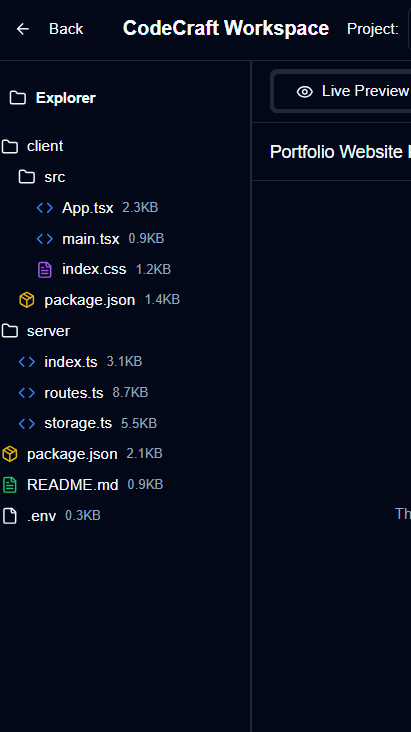 Back CodeCraft Workspace Project:
Explorer
Live Preview
client
Portfolio Website
src
App.tsx 2.3KB
main.tsx 0.9KB
index.css 1.2KB
package.json 1.4KB
server
index.ts 3.1KB
routes.ts 8.7KB
storage.ts 5.5KB
package.json 2.1KB
README.md 0.9KB
.env 0.3KB
Th